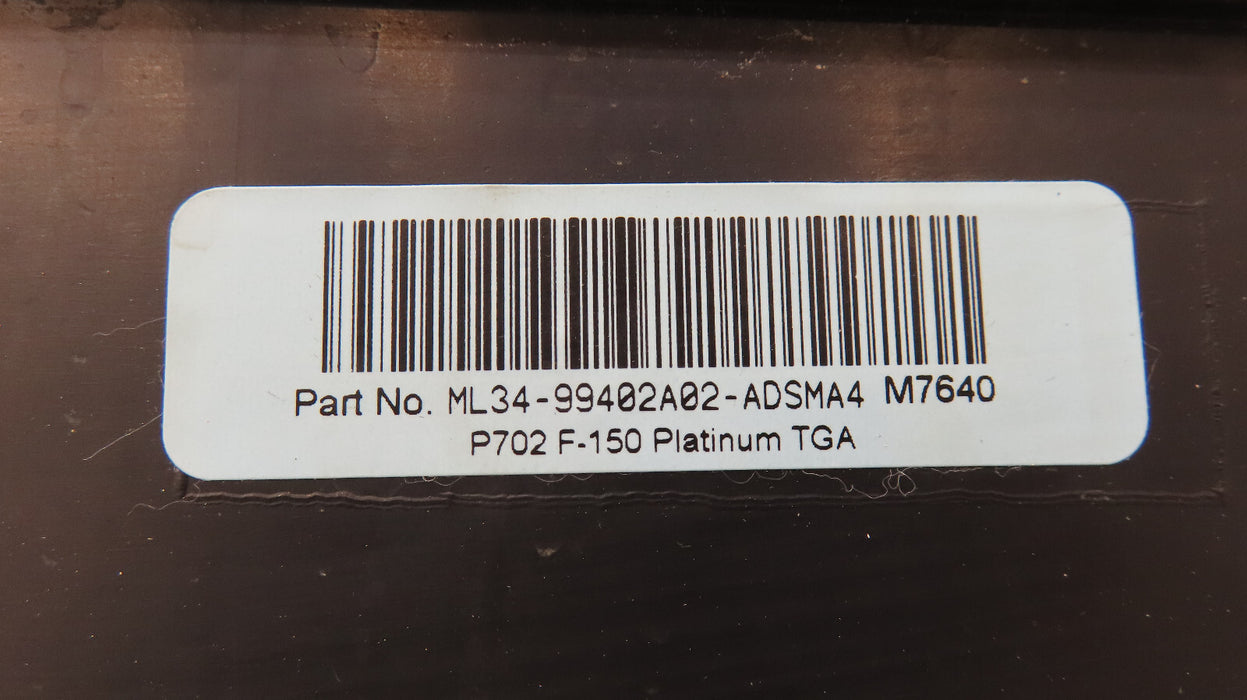 Part No. ML34-99402A02-ADSMA4 M7640
P702 F-150 Platinum TGA